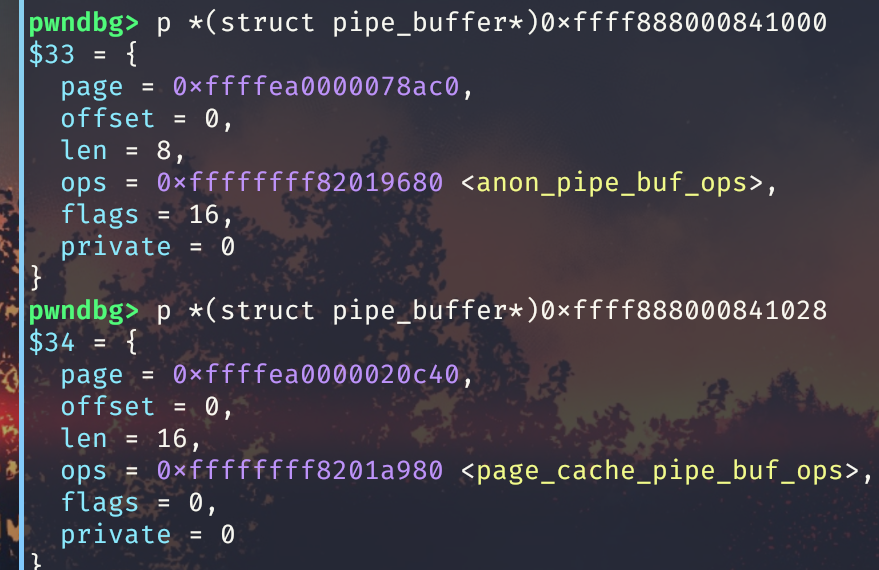 pwndbg> p *(struct pipe_buffer*)0xffff888000841000
$33 = {
  page = 0xffffea0000078ac0,
  offset = 0,
  len = 8,
  ops = 0xffffffff82019680 <anon_pipe_buf_ops>,
  flags = 16,
  private = 0
}
pwndbg> p *(struct pipe_buffer*)0xffff888000841028
$34 = {
  page = 0xffffea0000020c40,
  offset = 0,
  len = 16,
  ops = 0xffffffff8201a980 <page_cache_pipe_buf_ops>,
  flags = 0,
  private = 0
}